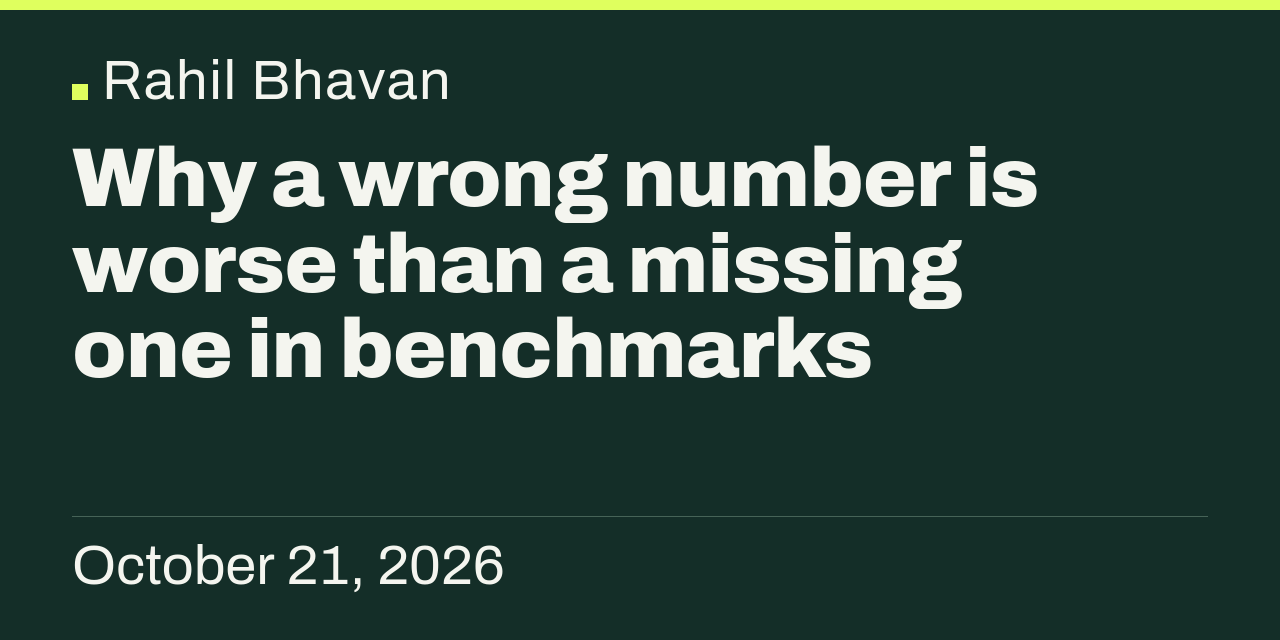 Rahil Bhavan
Why a wrong number is
worse than a missing
one in benchmarks
October 21, 2026